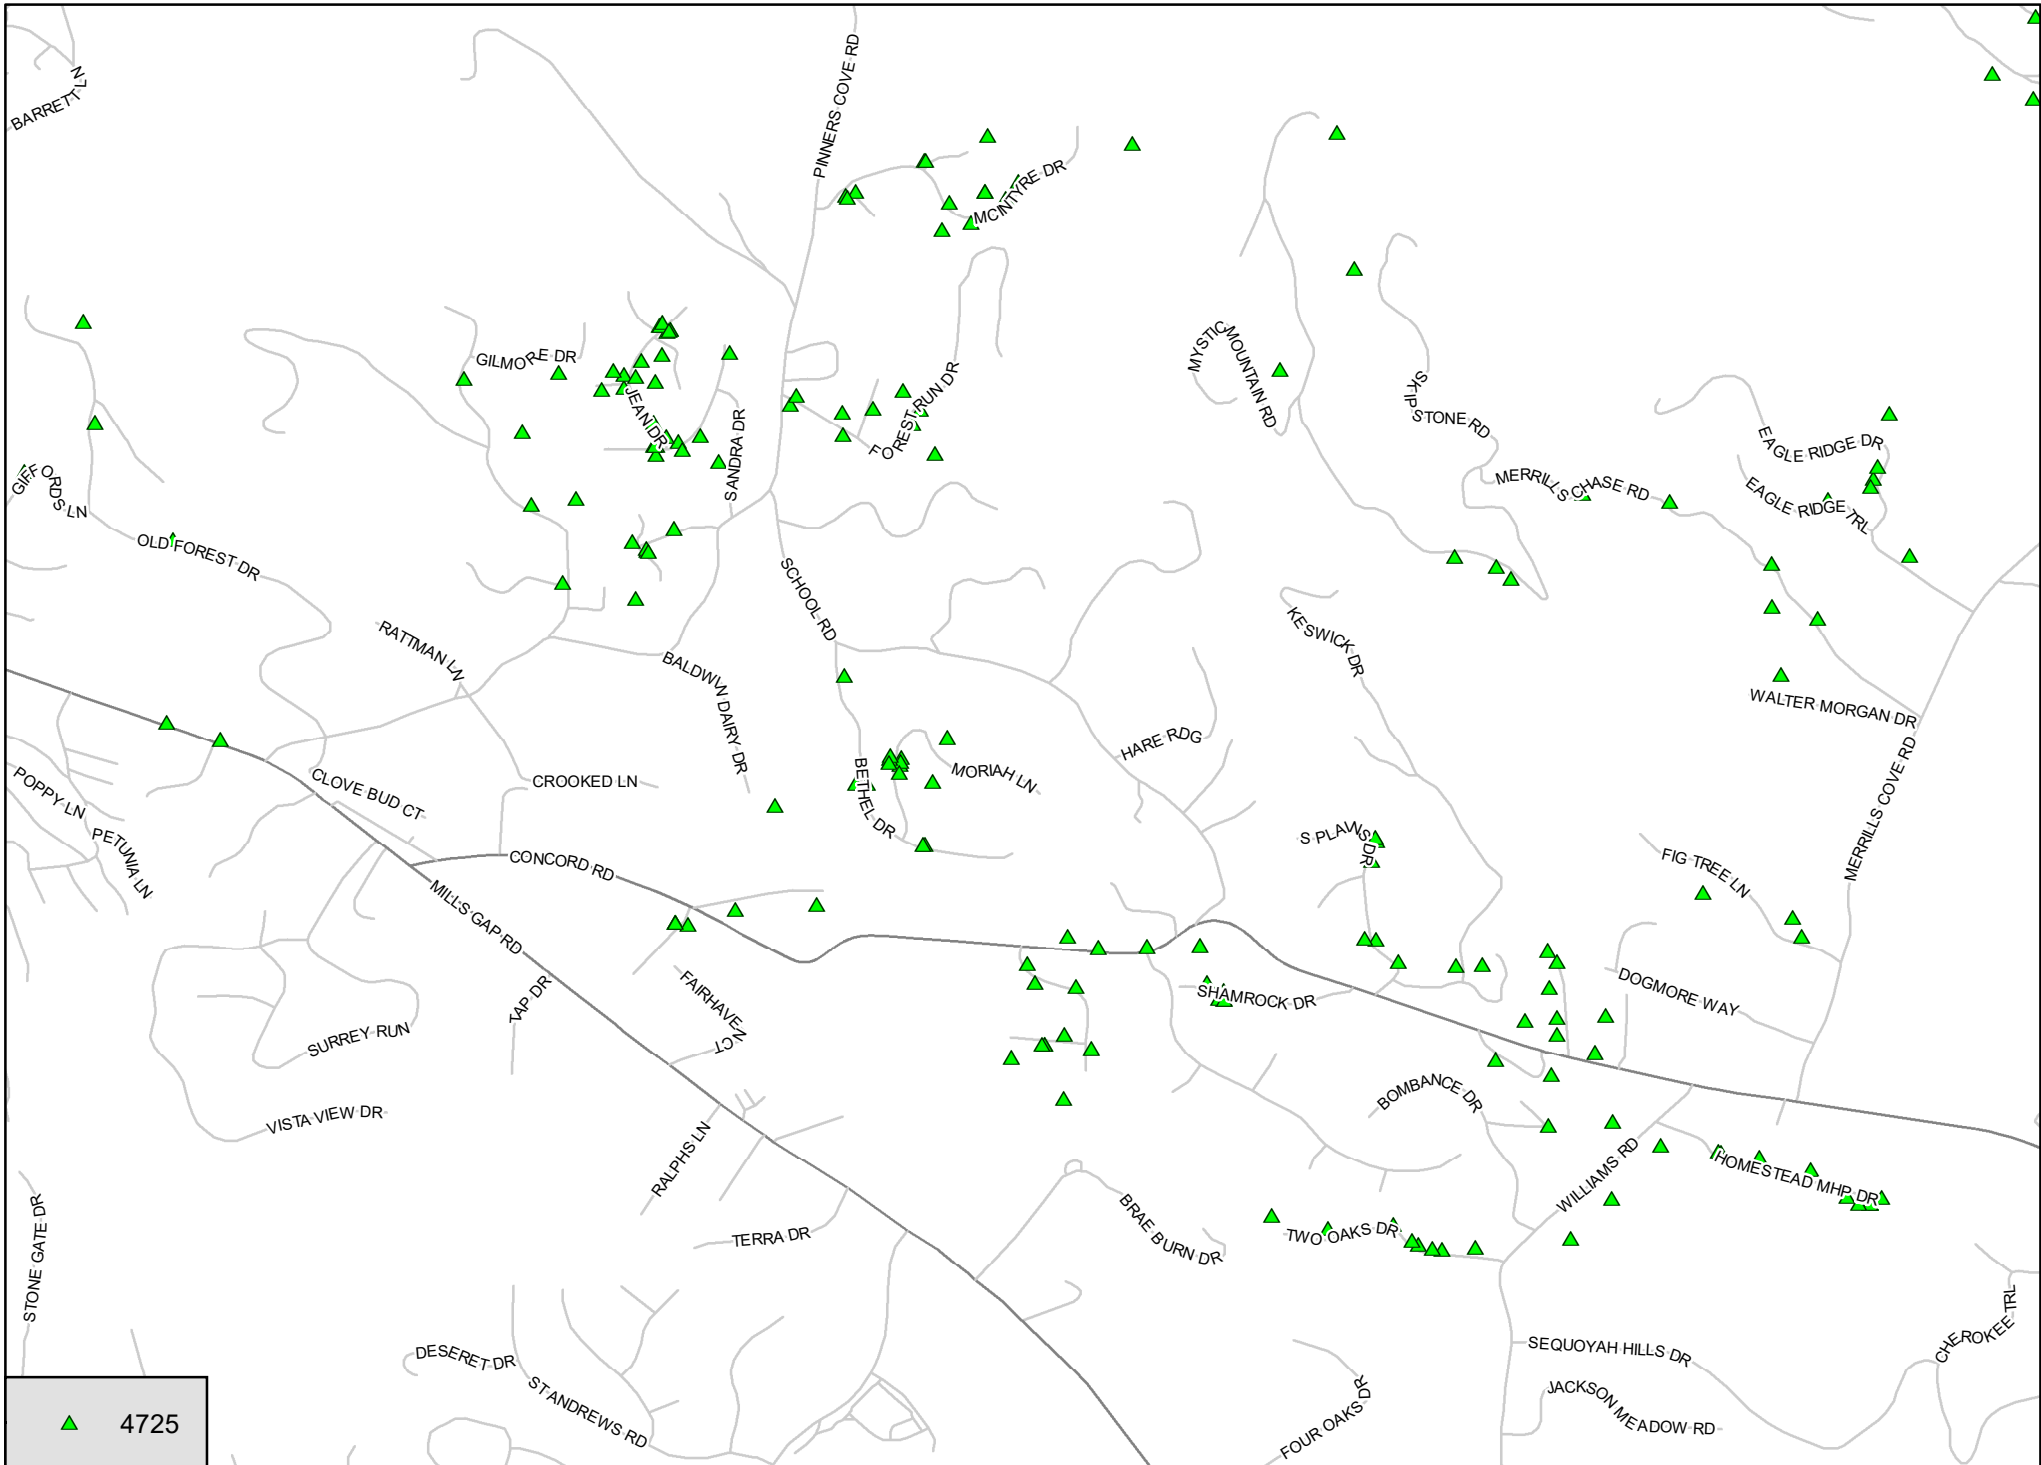 BARRETT LN
PINNERS COVE RD
MCINTYRE DR
GILMORE DR
JEAN DR
SANDRA DR
FOREST RUN DR
MYSTIC MOUNTAIN RD
SKIP STONE RD
MERRILLS CHASE RD
EAGLE RIDGE DR
EAGLE RIDGE TRL
GIFFORDS LN
OLD FOREST DR
SCHOOL RD
RATTMAN LN
BALDWIN DAIRY DR
KESWICK DR
WALTER MORGAN DR
HARE RDG
MERRILLS COVE RD
POPPY LN
PETUNIA LN
CLOVE BUD CT
CROOKED LN
BETHEL DR
MORIAH LN
S PLAINS DR
FIG TREE LN
CONCORD RD
MILLS GAP RD
TAP DR
FAIRHAVEN CT
SHAMROCK DR
DOGMORE WAY
SURREY RUN
VISTA VIEW DR
RALPHS LN
BOMBANCE DR
WILLIAMS RD
HOMESTEAD MHP DR
STONE GATE DR
TERRA DR
BRAE BURN DR
TWO OAKS DR
DESERET DR
ST ANDREWS RD
FOUR OAKS DR
SEQUOYAH HILLS DR
JACKSON MEADOW RD
CHEROKEE TRL
4725